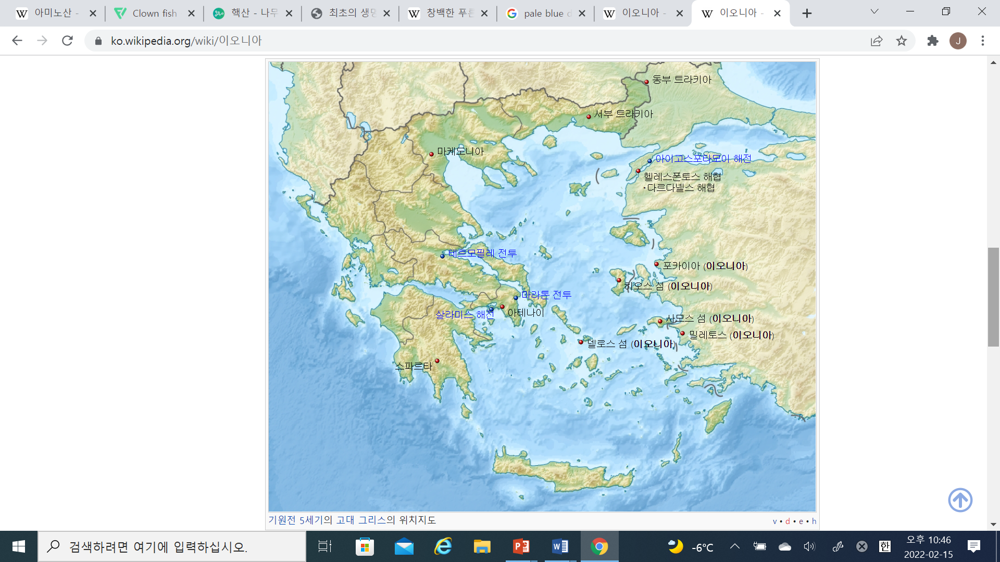 아미노산 -
Clown fish
핵산 - 나무
최초의 생명
창백한 푸른
pale blue d
이오니아 -
이오니아 -
ko.wikipedia.org/wiki/이오니아
J
동부 트라키아
서부 트라키아
마케도니아
아이고스포타모이 해전
헬레스폰토스 해협
·다르다넬스 해협
테르모필레 전투
포카이아 (이오니아)
히오스 섬 (이오니아)
마라톤 전투
살라미스 해전
아테나이
사모스 섬 (이오니아)
밀레토스 (이오니아)
델로스 섬 (이오니아)
스파르타
기원전 5세기의 고대 그리스의 위치지도
v • d • e • h
검색하려면 여기에 입력하십시오.
-6°C
한
오후 10:46
2022-02-15